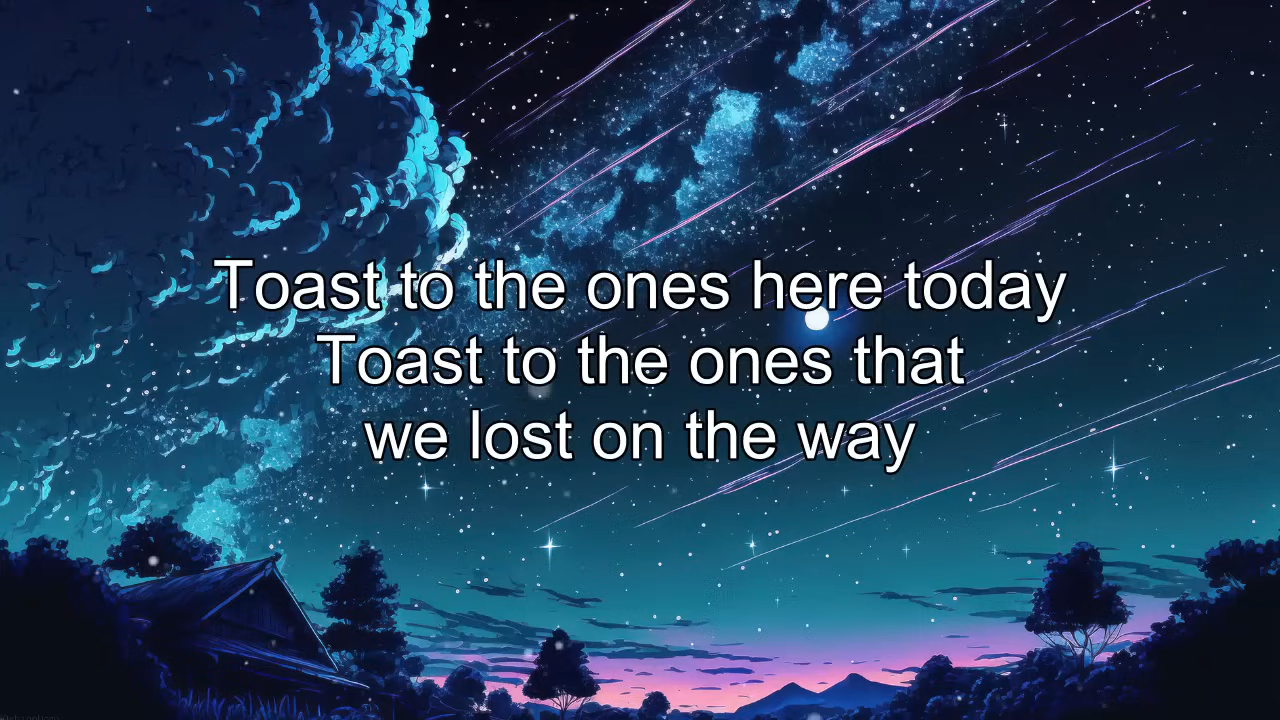 Toast to the ones here today
Toast to the ones that
we lost on the way